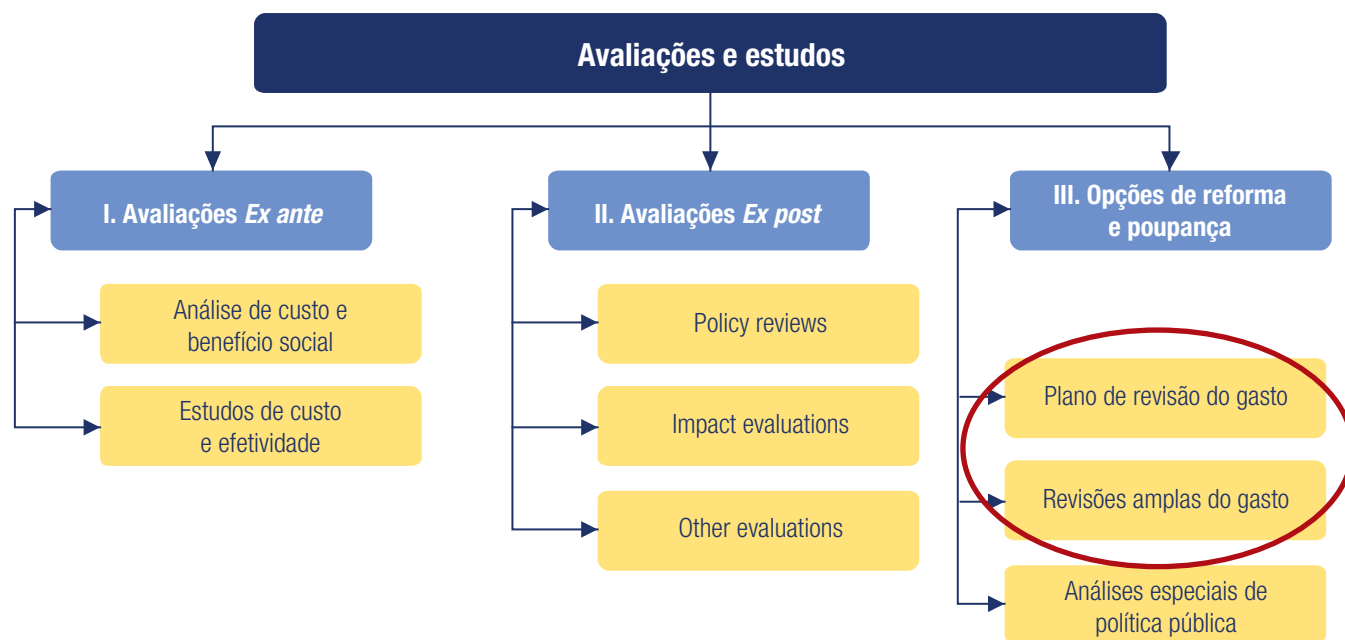 Avaliações e estudos
I. Avaliações Ex ante
Análise de custo e
benefício social
Estudos de custo
e efetividade
II. Avaliações Ex post
Policy reviews
Impact evaluations
Other evaluations
III. Opções de reforma
e poupança
Plano de revisão do gasto
Revisões amplas do gasto
Análises especiais de
política pública